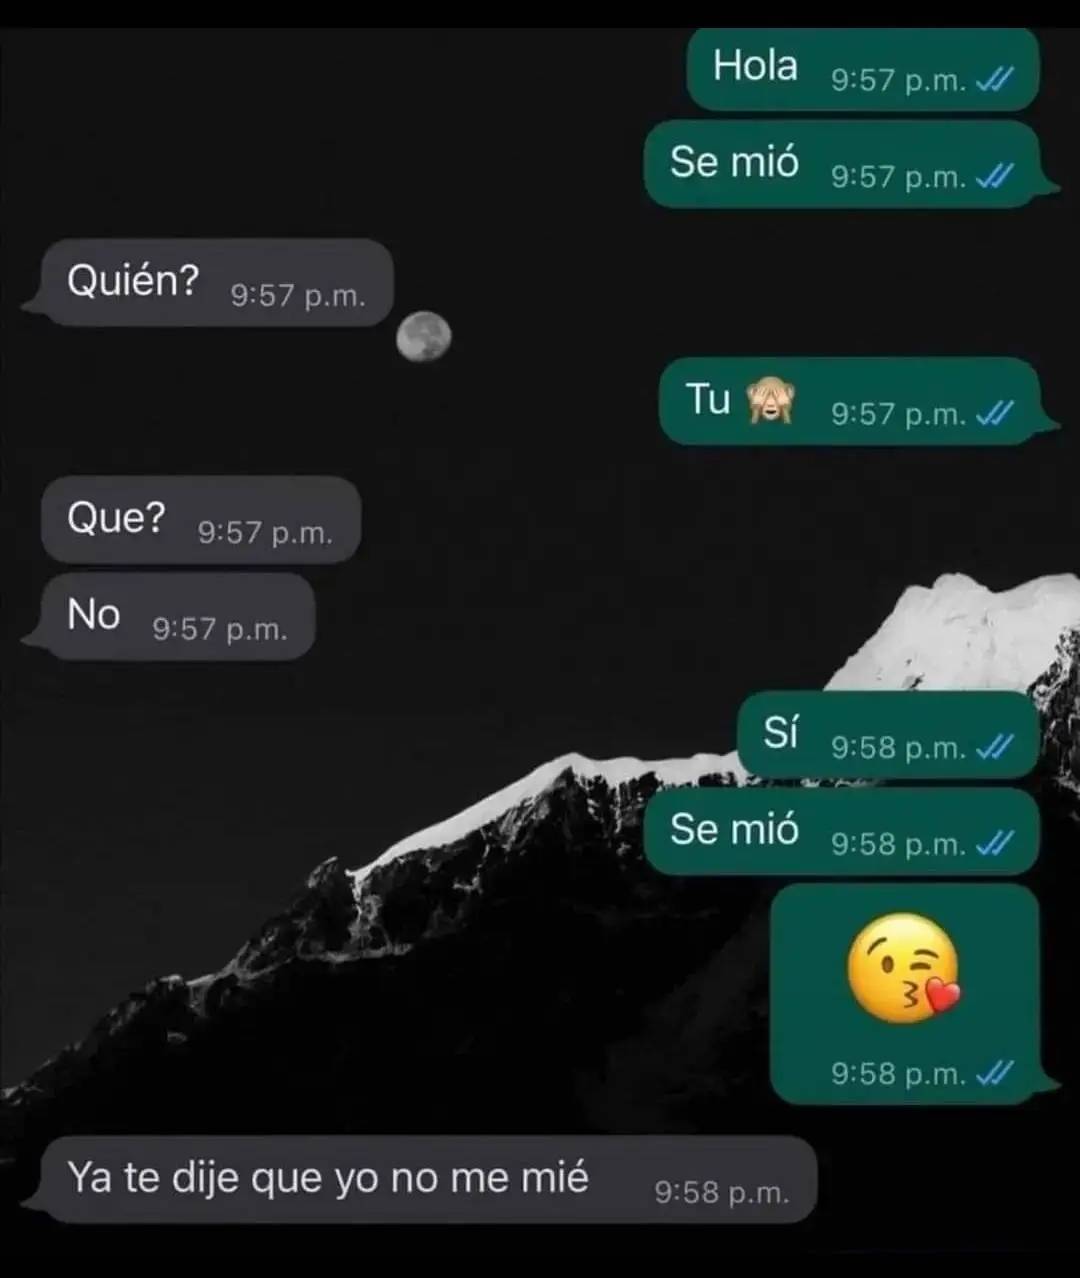 Hola 9:57 p.m.
Se mió 9:57 p.m.
Quién? 9:57 p.m.
Tu 🙈 9:57 p.m.
Que? 9:57 p.m.
No 9:57 p.m.
Sí 9:58 p.m.
Se mió 9:58 p.m.
😘
9:58 p.m.
Ya te dije que yo no me mié 9:58 p.m.